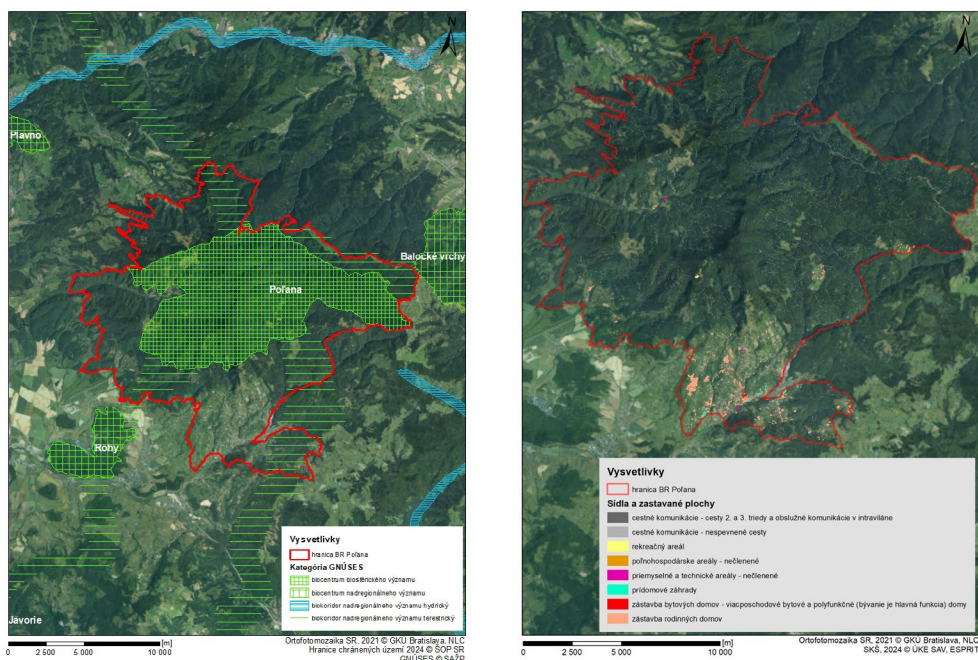 N
Plavno
Balocké vrchy
Poľana
Rohy
Javorie
Vysvetlivky
hranica BR Poľana
Kategória GNÚSES
biocentrum biosférického významu
biocentrum nadregionálneho významu
biokoridor nadregionálneho významu hydrický
biokoridor nadregionálneho významu terestrický
[m]
0 5 000 10 000
Ortofotomozaika SR, 2021 © GKÚ Bratislava, NLC
Hranice chránených území 2024 © ŠOP SR
GNÚSES © SAŽP
N
Vysvetlivky
hranica BR Poľana
Sídla a zastavané plochy
cestné komunikácie - cesty 2. a 3. triedy a obslužné komunikácie v intraviláne
cestné komunikácie - nespevnené cesty
rekreačný areál
poľnohospodárske areály - nečlenené
priemyselné a technické areály - nečlenené
prídomové záhrady
zástavba bytových domov - viacposchodové bytové a polyfunkčné (bývanie je hlavná funkcia) domy
zástavba rodinných domov
[m]
0 2 500 5 000 10 000
Ortofotomozaika SR, 2021 © GKÚ Bratislava, NLC
SKŠ, 2024 © ÚKE SAV, ESPRIT